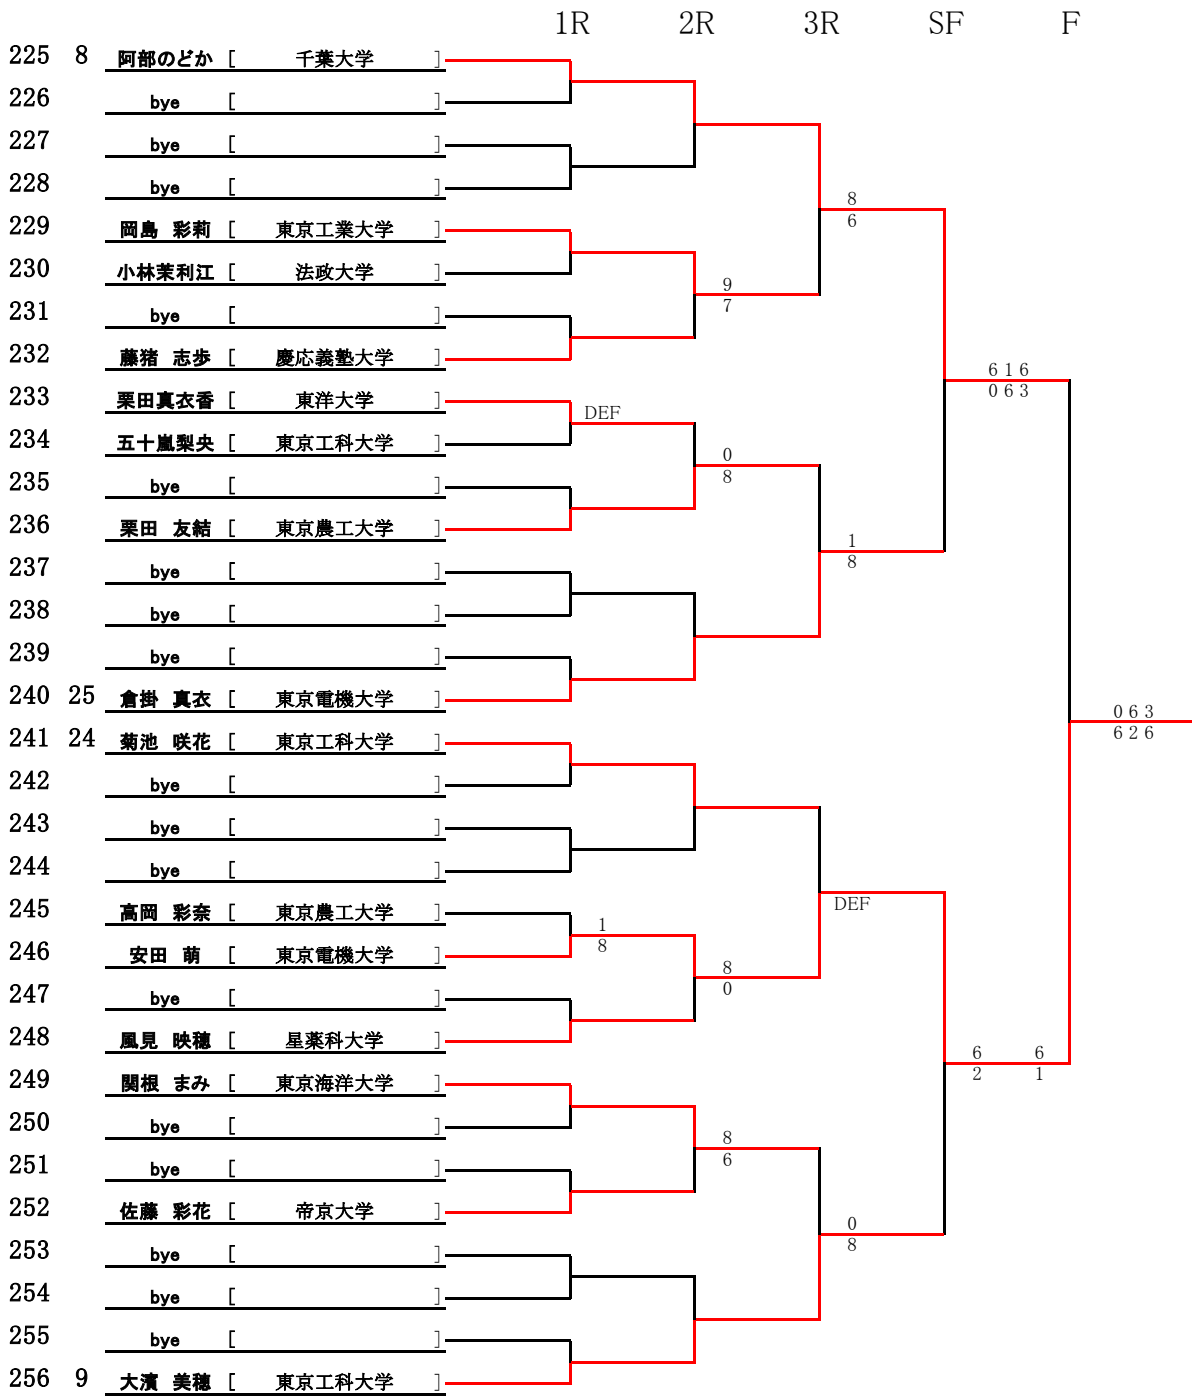 1R 2R 3R SF F
225 8 阿部のどか [ 千葉大学 ]
226 bye [ ]
227 bye [ ]
228 bye [ ]
8
229 岡島 彩莉 [ 東京工業大学 ]
6
230 小林茉利江 [ 法政大学 ]
9
231 bye [ ]
7
232 藤猪 志歩 [ 慶応義塾大学 ]
6 1 6
0 6 3
233 栗田真衣香 [ 東洋大学 ]
DEF
234 五十嵐梨央 [ 東京工科大学 ]
0
8
235 bye [ ]
236 栗田 友結 [ 東京農工大学 ]
1
8
237 bye [ ]
238 bye [ ]
239 bye [ ]
240 25 倉掛 真衣 [ 東京電機大学 ]
0 6 3
6 2 6
241 24 菊池 咲花 [ 東京工科大学 ]
242 bye [ ]
243 bye [ ]
244 bye [ ]
DEF
245 高岡 彩奈 [ 東京農工大学 ]
1
8
246 安田 萌 [ 東京電機大学 ]
8
0
247 bye [ ]
248 風見 映穂 [ 星薬科大学 ]
6 6
2 1
249 関根 まみ [ 東京海洋大学 ]
250 bye [ ]
8
6
251 bye [ ]
252 佐藤 彩花 [ 帝京大学 ]
0
8
253 bye [ ]
254 bye [ ]
255 bye [ ]
256 9 大濱 美穂 [ 東京工科大学 ]